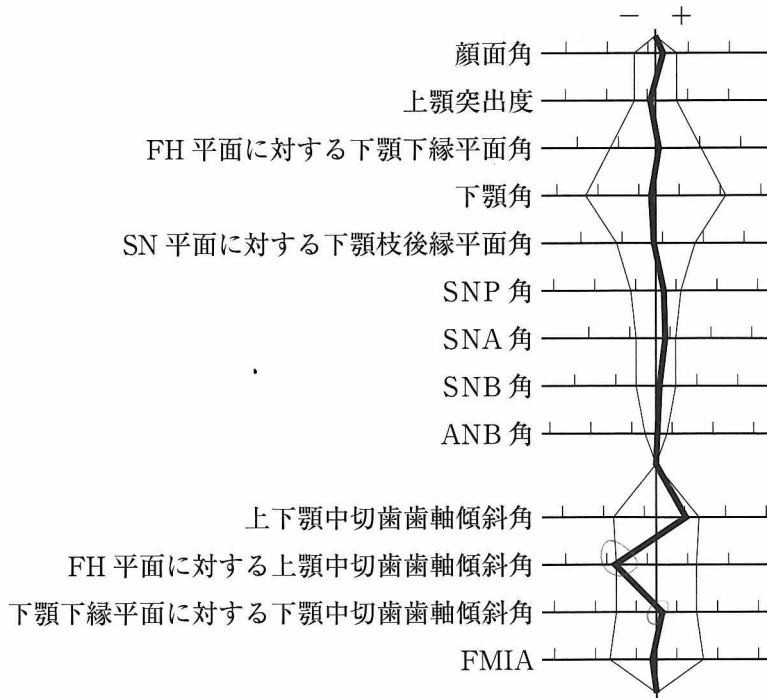 − +
顔面角
上顎突出度
FH 平面に対する下顎下縁平面角
下顎角
SN 平面に対する下顎枝後縁平面角
SNP 角
SNA 角
SNB 角
ANB 角
上下顎中切歯歯軸傾斜角
FH 平面に対する上顎中切歯歯軸傾斜角
下顎下縁平面に対する下顎中切歯歯軸傾斜角
FMIA